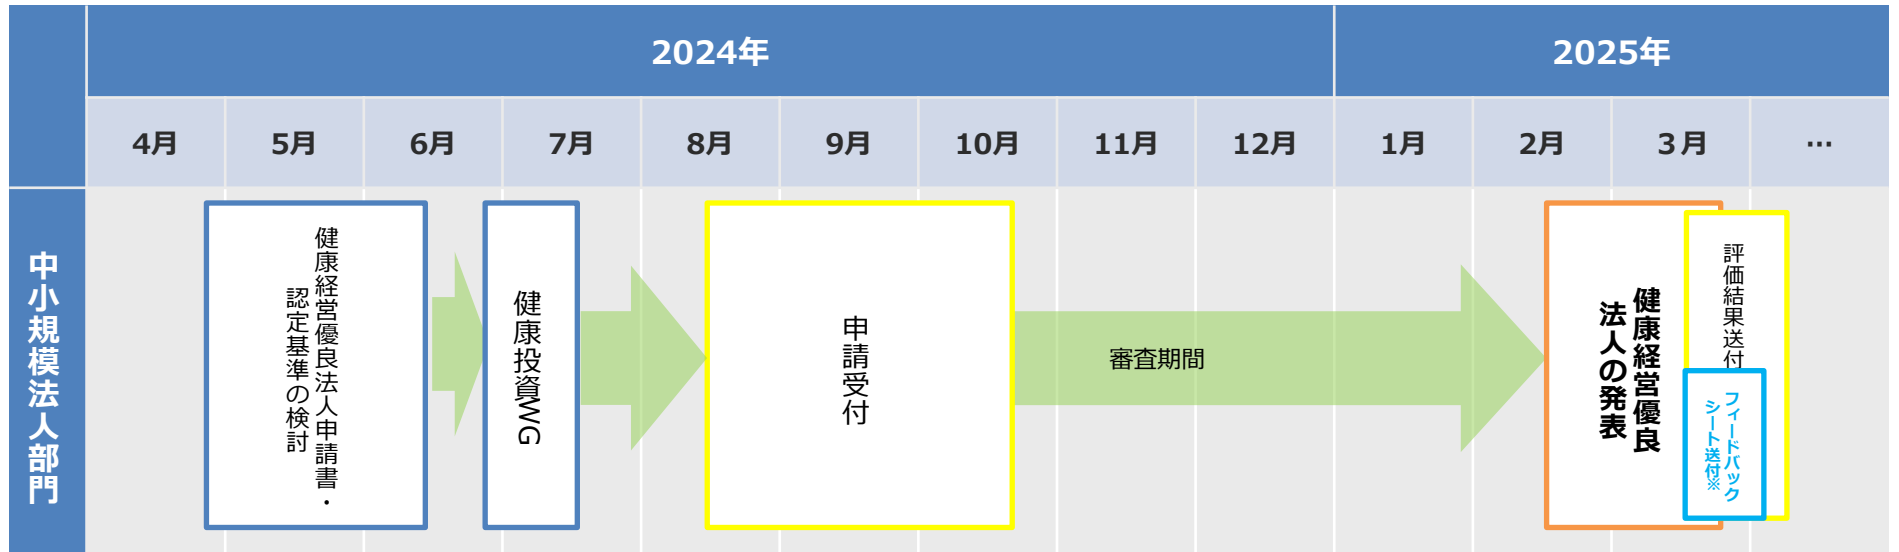 2024年
2025年
4月
5月
6月
7月
8月
9月
10月
11月
12月
1月
2月
3月
…
中小規模法人部門
健康経営優良法人申請書・
認定基準の検討
健康投資WG
申請受付
審査期間
健康経営優良
法人の発表
評価結果送付
フィードバック
シート送付※